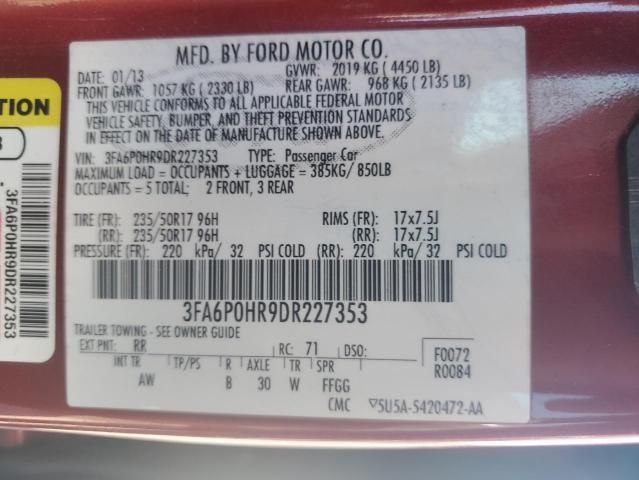 MFD. BY FORD MOTOR CO.
DATE: 01/13 GVWR: 2019 KG ( 4450 LB)
FRONT GAWR: 1057 KG ( 2330 LB) REAR GAWR: 968 KG ( 2135 LB)
THIS VEHICLE CONFORMS TO ALL APPLICABLE FEDERAL MOTOR
VEHICLE SAFETY, BUMPER, AND THEFT PREVENTION STANDARDS
IN EFFECT ON THE DATE OF MANUFACTURE SHOWN ABOVE.
VIN: 3FA6P0HR9DR227353 TYPE: Passenger Car
MAXIMUM LOAD = OCCUPANTS + LUGGAGE = 385KG/ 850LB
OCCUPANTS = 5 TOTAL; 2 FRONT, 3 REAR
TIRE (FR): 235/50R17 96H RIMS (FR): 17x7.5J
(RR): 235/50R17 96H (RR): 17x7.5J
PRESSURE (FR): 220 kPa/ 32 PSI COLD (RR): 220 kPa/ 32 PSI COLD
3FA6P0HR9DR227353
TRAILER TOWING - SEE OWNER GUIDE
EXT PNT: RR RC: 71 DSO:
INT TR TP/PS R AXLE TR SPR
AW B 30 W FFGG
F0072
R0084
CMC ▽5U5A-5420472-AA
TION
3
3FA6P0HR9DR227353